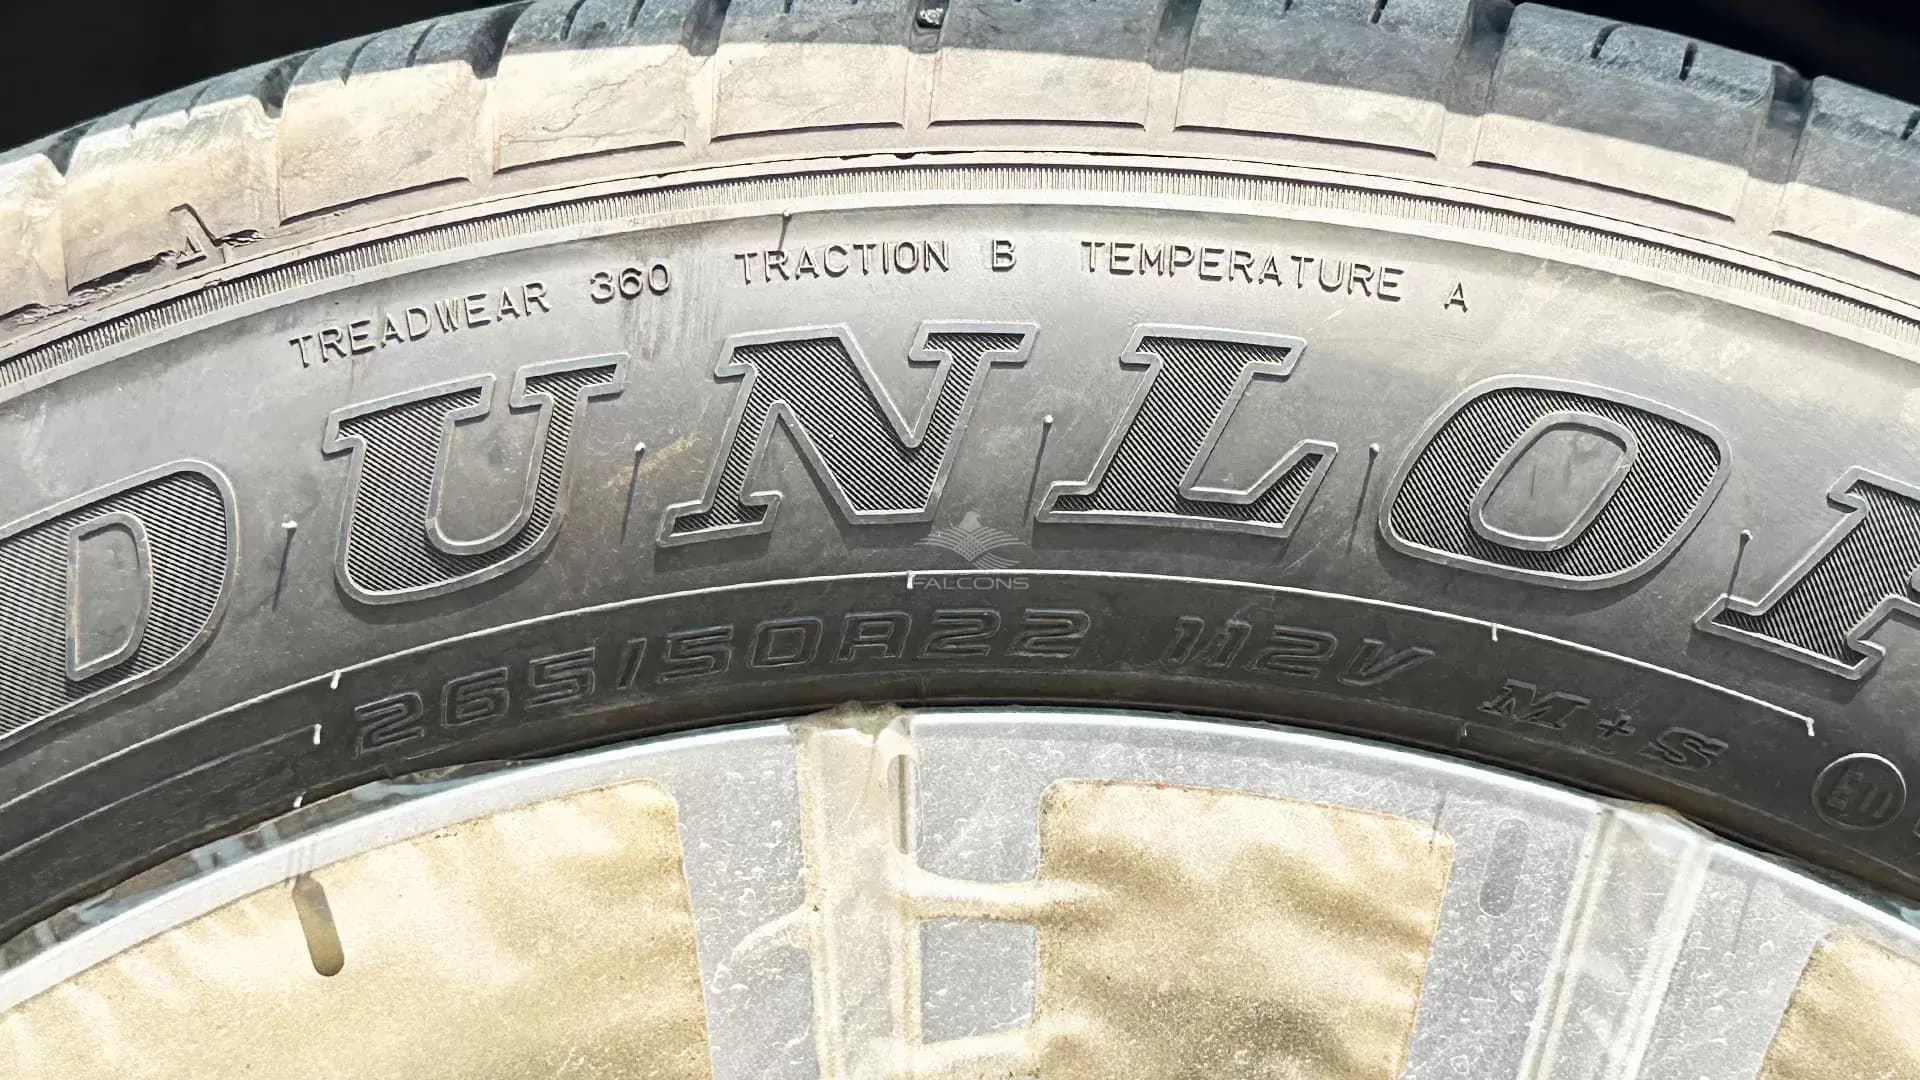 TREADWEAR 360 TRACTION B TEMPERATURE A
DUNLOP
FALCONS
265/50R22 112V M+S